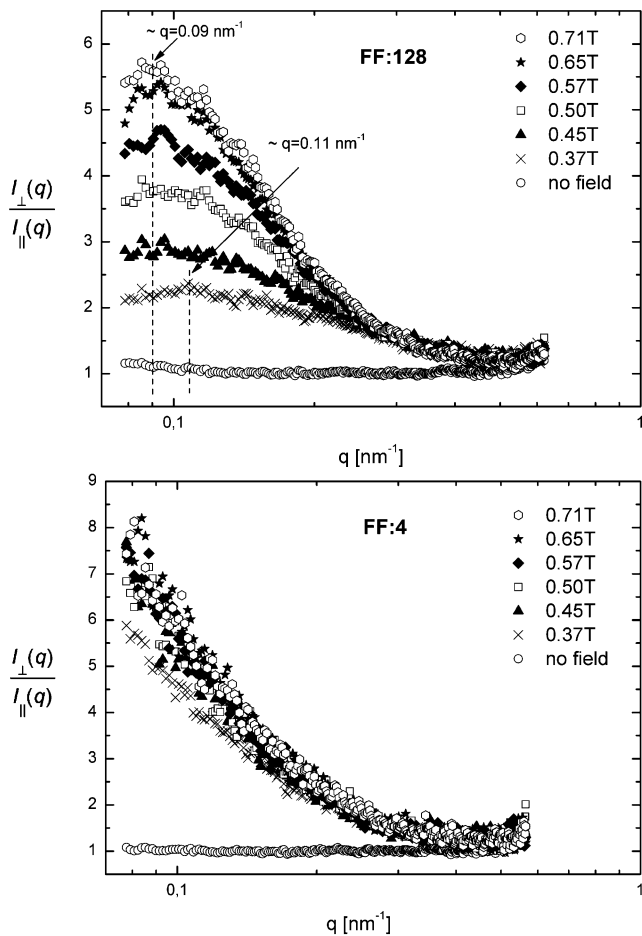 ~ q=0.09 nm⁻¹
FF:128
0.71T
0.65T
0.57T
0.50T
0.45T
0.37T
no field
~ q=0.11 nm⁻¹
I⊥(q)
I∥(q)
6
5
4
3
2
1
0,1
1
q [nm⁻¹]
FF:4
0.71T
0.65T
0.57T
0.50T
0.45T
0.37T
no field
I⊥(q)
I∥(q)
9
8
7
6
5
4
3
2
1
0,1
1
q [nm⁻¹]